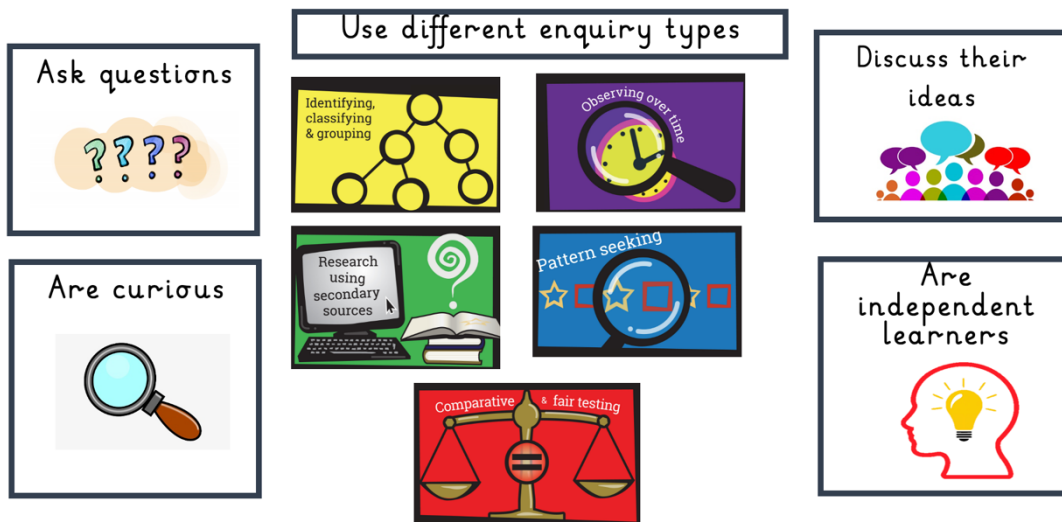 Use different enquiry types
Ask questions
? ? ? ?
Are curious
Identifying,
classifying
& grouping
Observing over time
Research
using
secondary
sources
?
Pattern seeking
Comparative & fair testing
=
Discuss their
ideas
Are
independent
learners